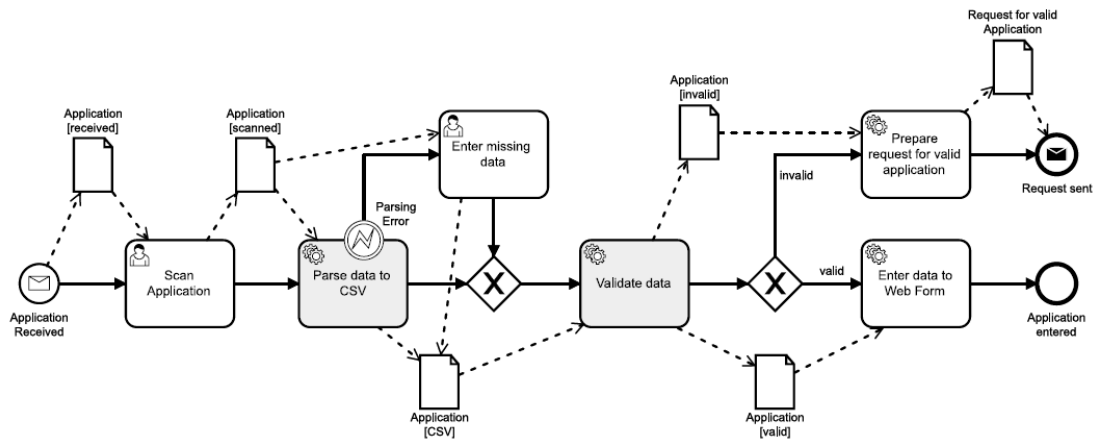 Request for valid
Application
Application
[received]
Application
[scanned]
Application
[invalid]
Enter missing
data
Prepare
request for valid
application
invalid
Request sent
Parsing
Error
Scan
Application
Parse data to
CSV
X
Validate data
X
valid
Enter data to
Web Form
Application
Received
Application
entered
Application
[CSV]
Application
[valid]